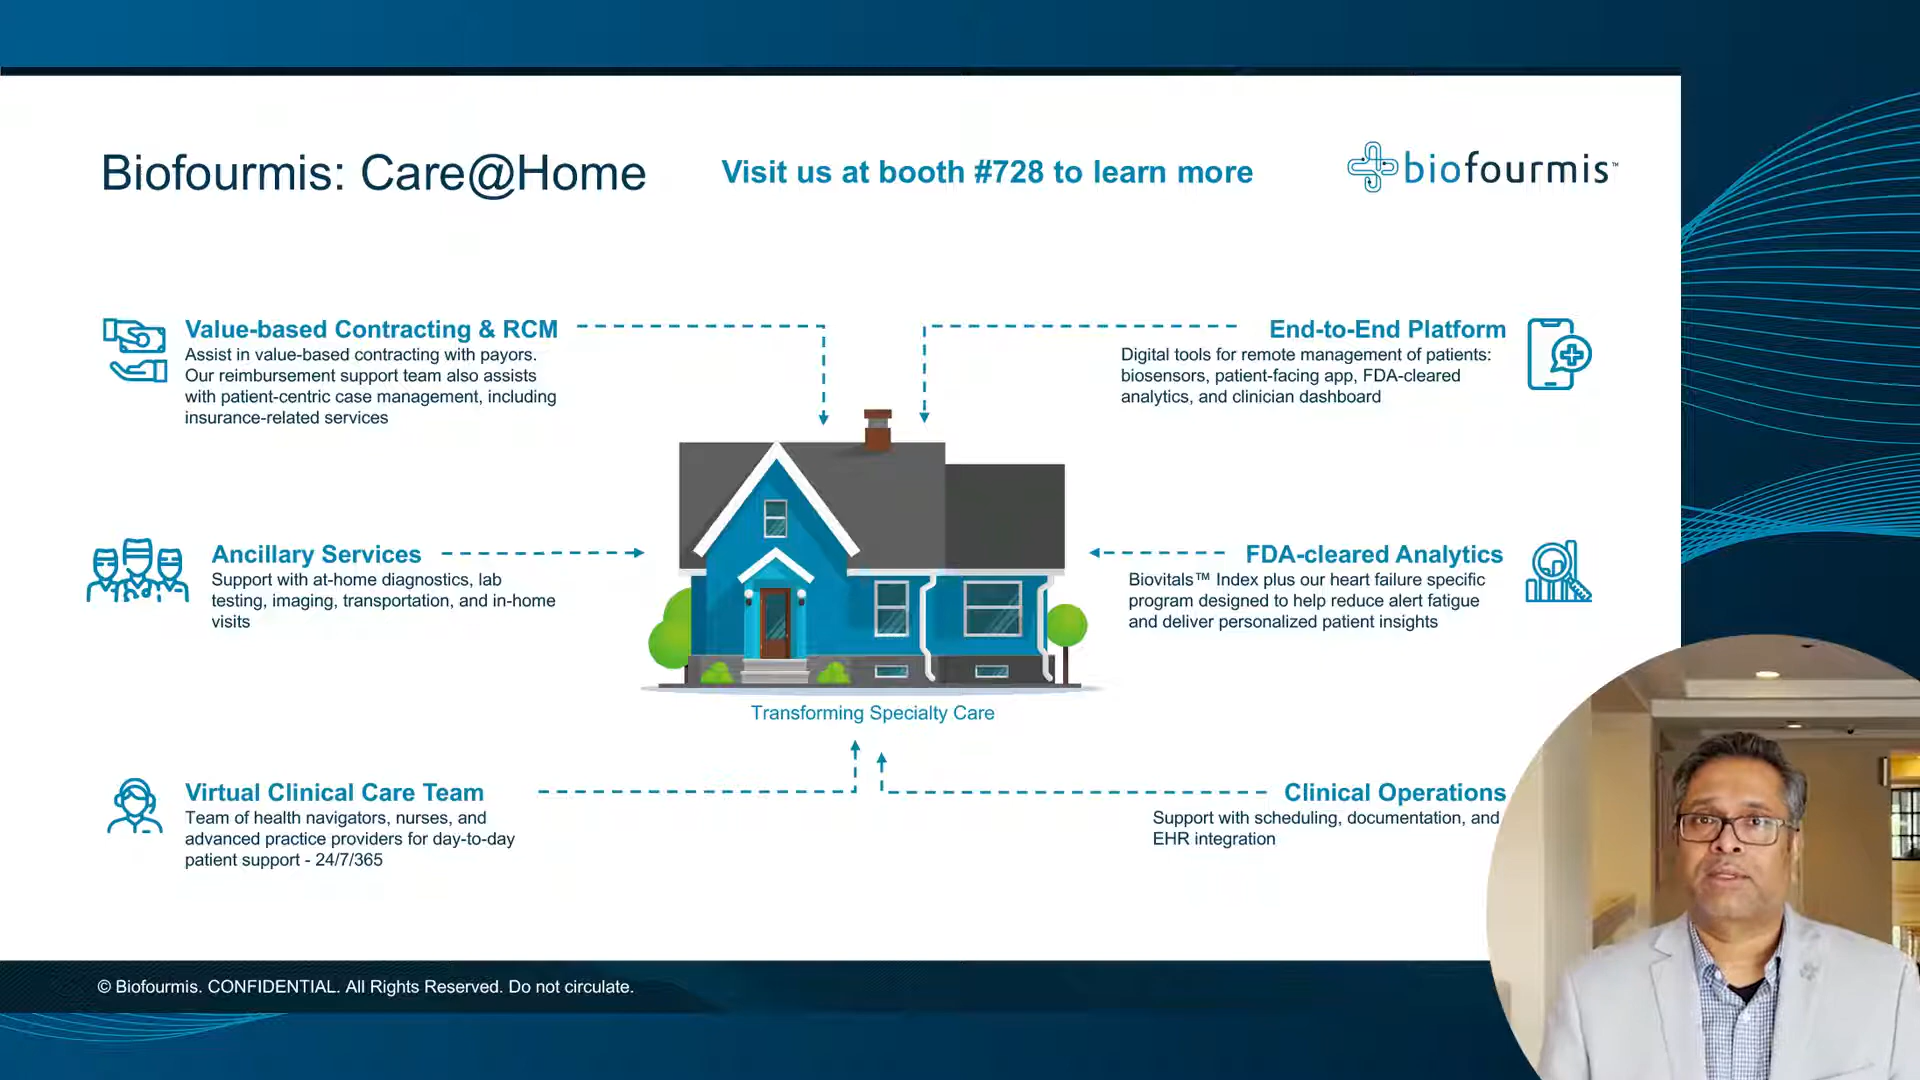 Biofourmis: Care@Home
Visit us at booth #728 to learn more
biofourmis™
Value-based Contracting & RCM
Assist in value-based contracting with payors.
Our reimbursement support team also assists
with patient-centric case management, including
insurance-related services
End-to-End Platform
Digital tools for remote management of patients:
biosensors, patient-facing app, FDA-cleared
analytics, and clinician dashboard
Ancillary Services
Support with at-home diagnostics, lab
testing, imaging, transportation, and in-home
visits
FDA-cleared Analytics
Biovitals™ Index plus our heart failure specific
program designed to help reduce alert fatigue
and deliver personalized patient insights
Transforming Specialty Care
Virtual Clinical Care Team
Team of health navigators, nurses, and
advanced practice providers for day-to-day
patient support - 24/7/365
Clinical Operations
Support with scheduling, documentation, and
EHR integration
© Biofourmis. CONFIDENTIAL. All Rights Reserved. Do not circulate.